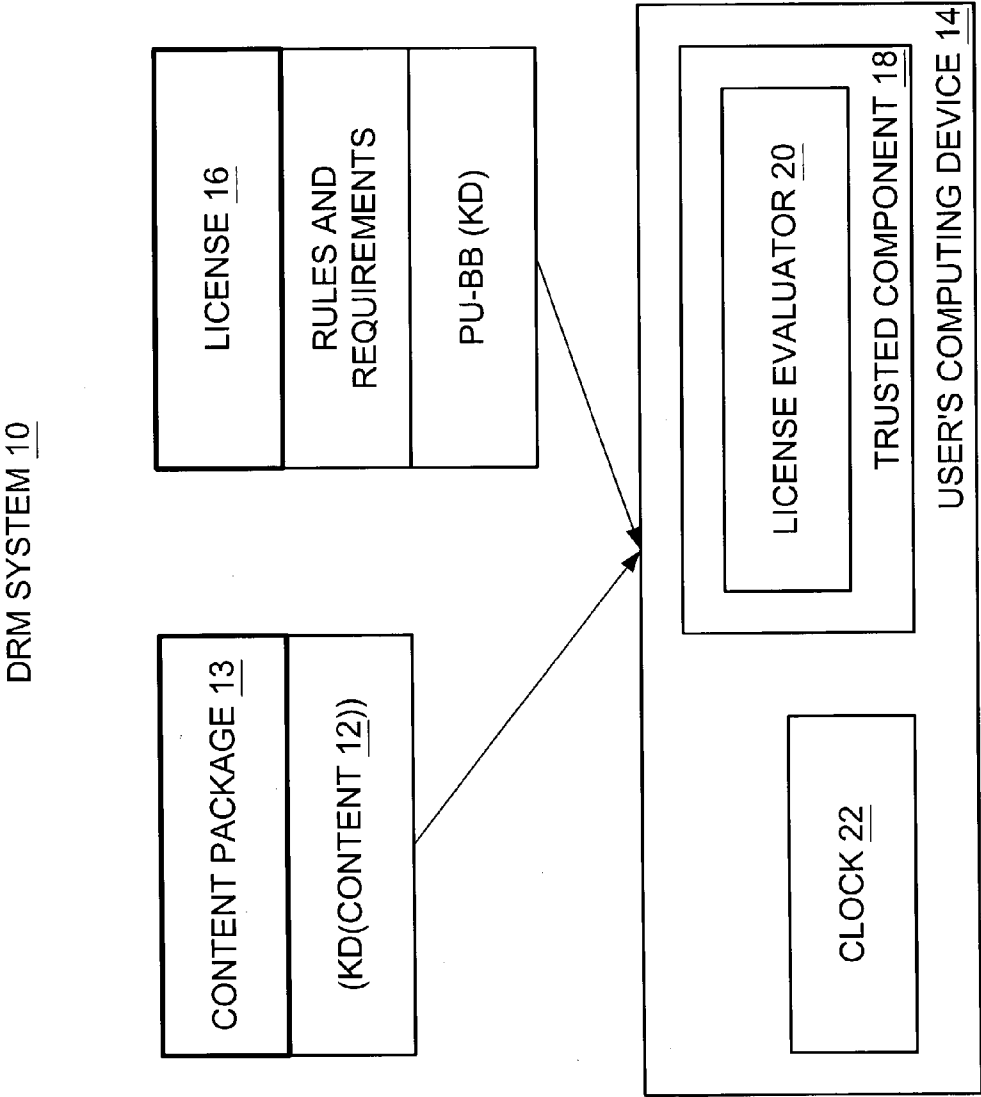 DRM SYSTEM 10
CONTENT PACKAGE 13
(KD(CONTENT 12))
LICENSE 16
RULES AND
REQUIREMENTS
PU-BB (KD)
CLOCK 22
LICENSE EVALUATOR 20
TRUSTED COMPONENT 18
USER'S COMPUTING DEVICE 14